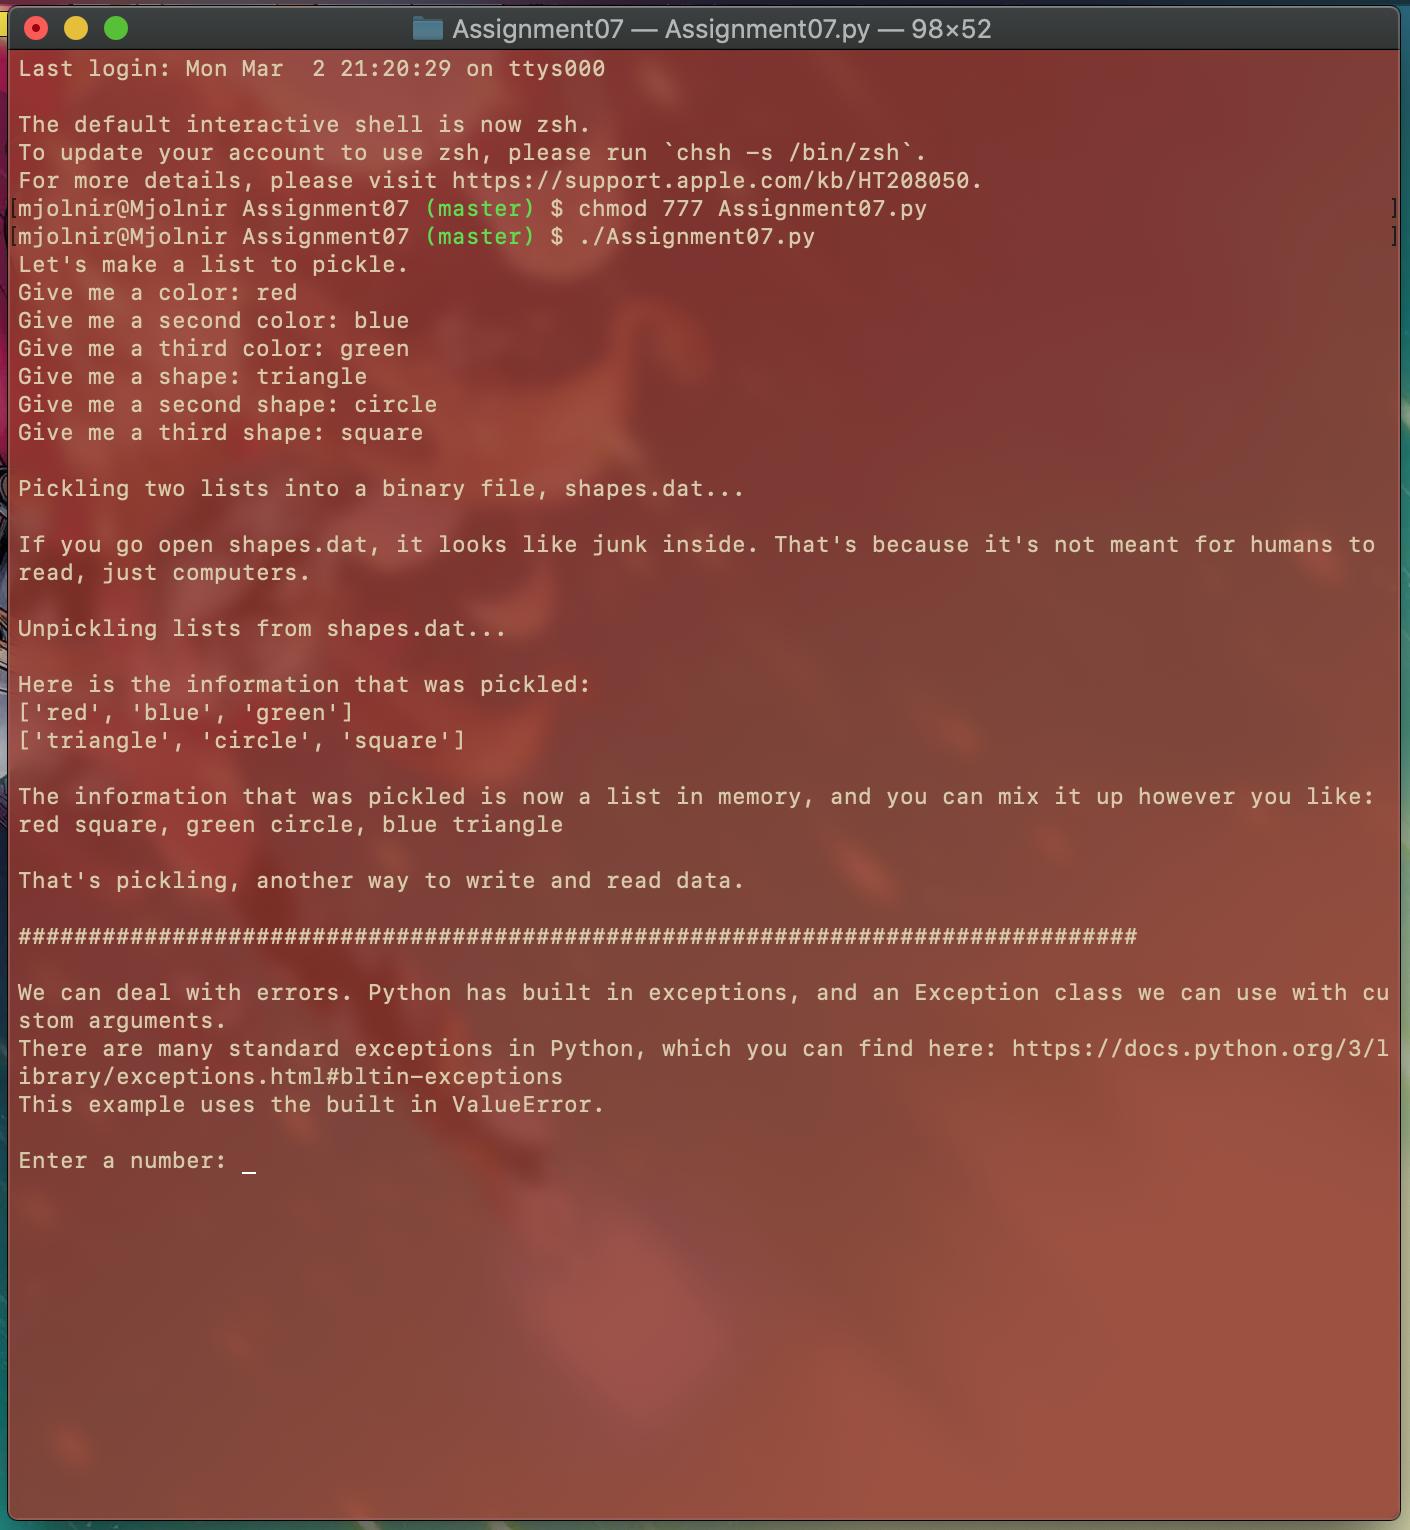 Assignment07 — Assignment07.py — 98×52
Last login: Mon Mar  2 21:20:29 on ttys000
The default interactive shell is now zsh.
To update your account to use zsh, please run `chsh -s /bin/zsh`.
For more details, please visit https://support.apple.com/kb/HT208050.
[mjolnir@Mjolnir Assignment07 (master) $ chmod 777 Assignment07.py ]
[mjolnir@Mjolnir Assignment07 (master) $ ./Assignment07.py ]
Let's make a list to pickle.
Give me a color: red
Give me a second color: blue
Give me a third color: green
Give me a shape: triangle
Give me a second shape: circle
Give me a third shape: square
Pickling two lists into a binary file, shapes.dat...
If you go open shapes.dat, it looks like junk inside. That's because it's not meant for humans to
read, just computers.
Unpickling lists from shapes.dat...
Here is the information that was pickled:
['red', 'blue', 'green']
['triangle', 'circle', 'square']
The information that was pickled is now a list in memory, and you can mix it up however you like:
red square, green circle, blue triangle
That's pickling, another way to write and read data.
################################################################################
We can deal with errors. Python has built in exceptions, and an Exception class we can use with cu
stom arguments.
There are many standard exceptions in Python, which you can find here: https://docs.python.org/3/l
ibrary/exceptions.html#bltin-exceptions
This example uses the built in ValueError.
Enter a number: _